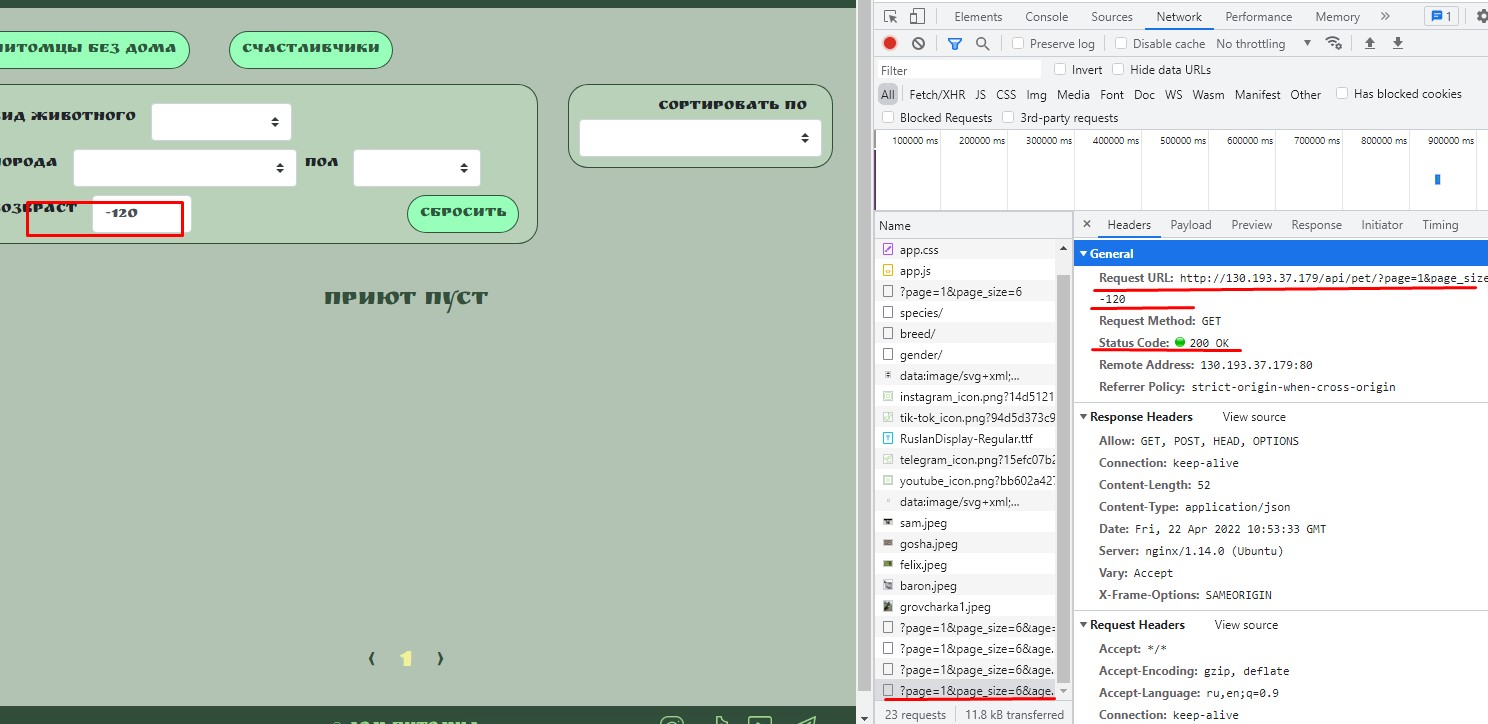 Elements Console Sources Network Performance Memory 1
Preserve log Disable cache No throttling
Filter Invert Hide data URLs
All Fetch/XHR JS CSS Img Media Font Doc WS Wasm Manifest Other Has blocked cookies
Blocked Requests 3rd-party requests
100000 ms 200000 ms 300000 ms 400000 ms 500000 ms 600000 ms 700000 ms 800000 ms 900000 ms
ПИТОМЦЫ БЕЗ ДОМА СЧАСТЛИВЧИКИ
ВИД ЖИВОТНОГО
ПОРОДА ПОЛ
ВОЗРАСТ -120 СБРОСИТЬ
СОРТИРОВАТЬ ПО
ПРИЮТ ПУСТ
‹ 1 ›
Name
app.css
app.js
?page=1&page_size=6
species/
breed/
gender/
data:image/svg+xml;...
instagram_icon.png?14d5121
tik-tok_icon.png?94d5d373c9
RuslanDisplay-Regular.ttf
telegram_icon.png?15efc07b2
youtube_icon.png?bb602a427
data:image/svg+xml;...
sam.jpeg
gosha.jpeg
felix.jpeg
baron.jpeg
grovcharka1.jpeg
?page=1&page_size=6&age=
?page=1&page_size=6&age...
?page=1&page_size=6&age...
?page=1&page_size=6&age...
23 requests 11.8 kB transferred
× Headers Payload Preview Response Initiator Timing
General
Request URL: http://130.193.37.179/api/pet/?page=1&page_size
-120
Request Method: GET
Status Code: 200 OK
Remote Address: 130.193.37.179:80
Referrer Policy: strict-origin-when-cross-origin
Response Headers View source
Allow: GET, POST, HEAD, OPTIONS
Connection: keep-alive
Content-Length: 52
Content-Type: application/json
Date: Fri, 22 Apr 2022 10:53:33 GMT
Server: nginx/1.14.0 (Ubuntu)
Vary: Accept
X-Frame-Options: SAMEORIGIN
Request Headers View source
Accept: */*
Accept-Encoding: gzip, deflate
Accept-Language: ru,en;q=0.9
Connection: keep-alive